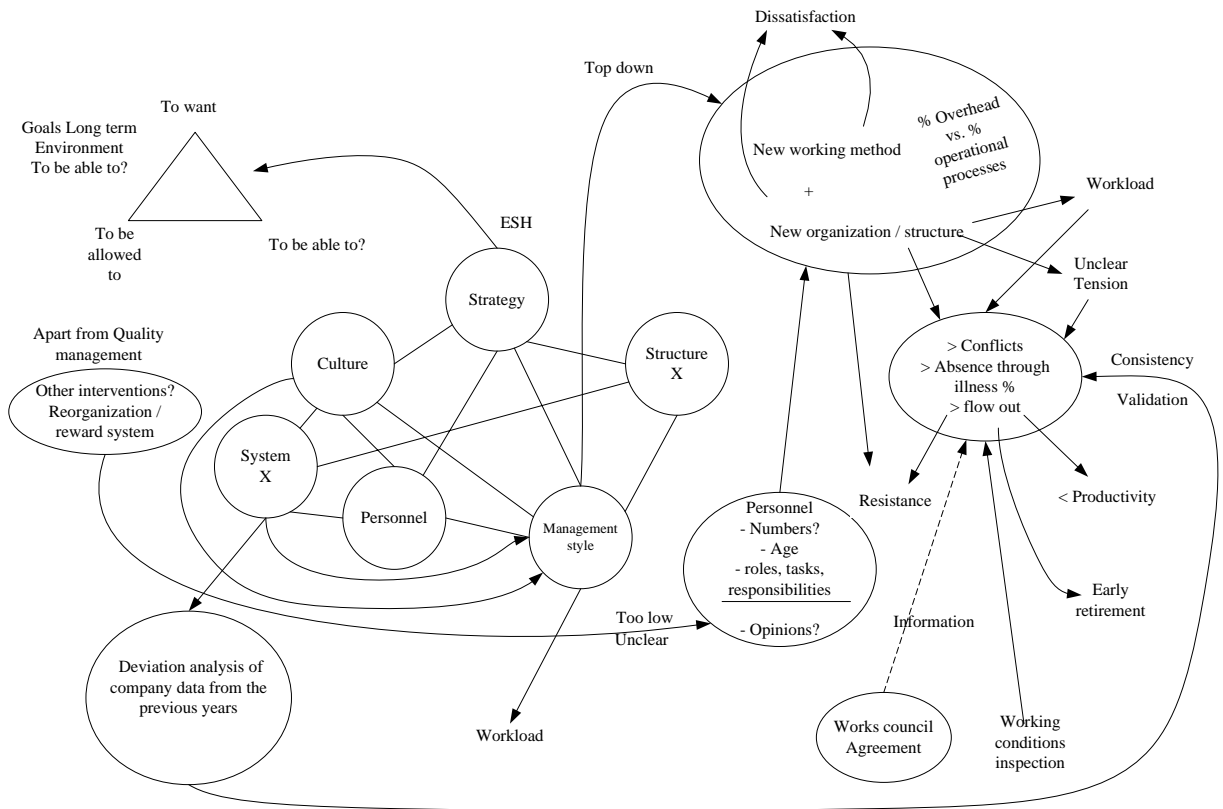 Dissatisfaction
Top down
To want
Goals Long term
Environment
To be able to?
To be
allowed
to
To be able to?
ESH
% Overhead
vs. %
operational
processes
New working method
+
New organization / structure
Workload
Unclear
Tension
Strategy
Culture
Structure
X
System
X
Personnel
Management
style
Apart from Quality
management
Other interventions?
Reorganization /
reward system
> Conflicts
> Absence through
illness %
> flow out
Consistency
Validation
Resistance
< Productivity
Personnel
- Numbers?
- Age
- roles, tasks,
responsibilities
- Opinions?
Early
retirement
Too low
Unclear
Information
Deviation analysis of
company data from the
previous years
Workload
Works council
Agreement
Working
conditions
inspection